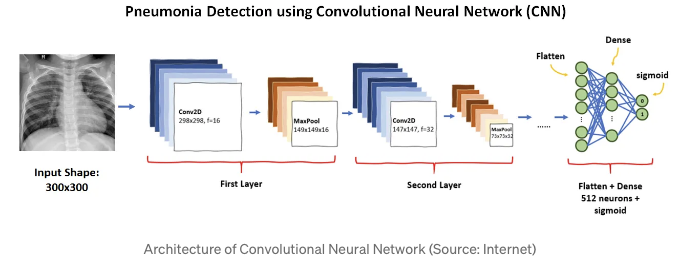 Pneumonia Detection using Convolutional Neural Network (CNN)
R
Conv2D
298x298, f=16
MaxPool
149x149x16
Conv2D
147x147, f=32
MaxPool
73x73x32
......
Flatten
Dense
sigmoid
0
1
Input Shape:
300x300
First Layer
Second Layer
Flatten + Dense
512 neurons +
sigmoid
Architecture of Convolutional Neural Network (Source: Internet)